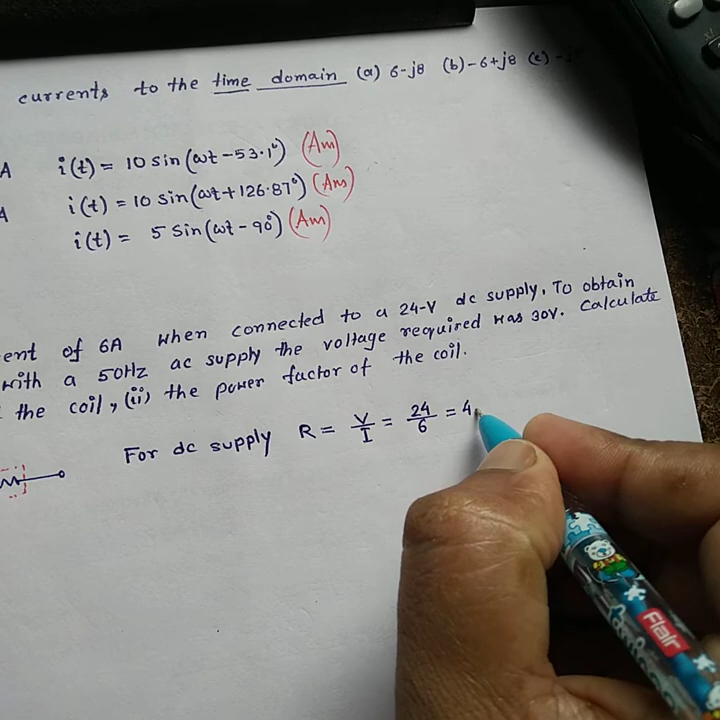 currents to the time domain (a) 6-j8 (b)-6+j8 (c)
A i(t) = 10 sin(ωt-53.1°) (Am)
A i(t) = 10 sin(ωt+126.87°) (Am)
i(t) = 5 sin(ωt-90°) (Am)
ent of 6A when connected to a 24-V dc supply. To obtain
with a 50Hz ac supply the voltage required was 30V. Calculate
the coil, (ii) the power factor of the coil.
For dc supply R = V/I = 24/6 = 4
Flair